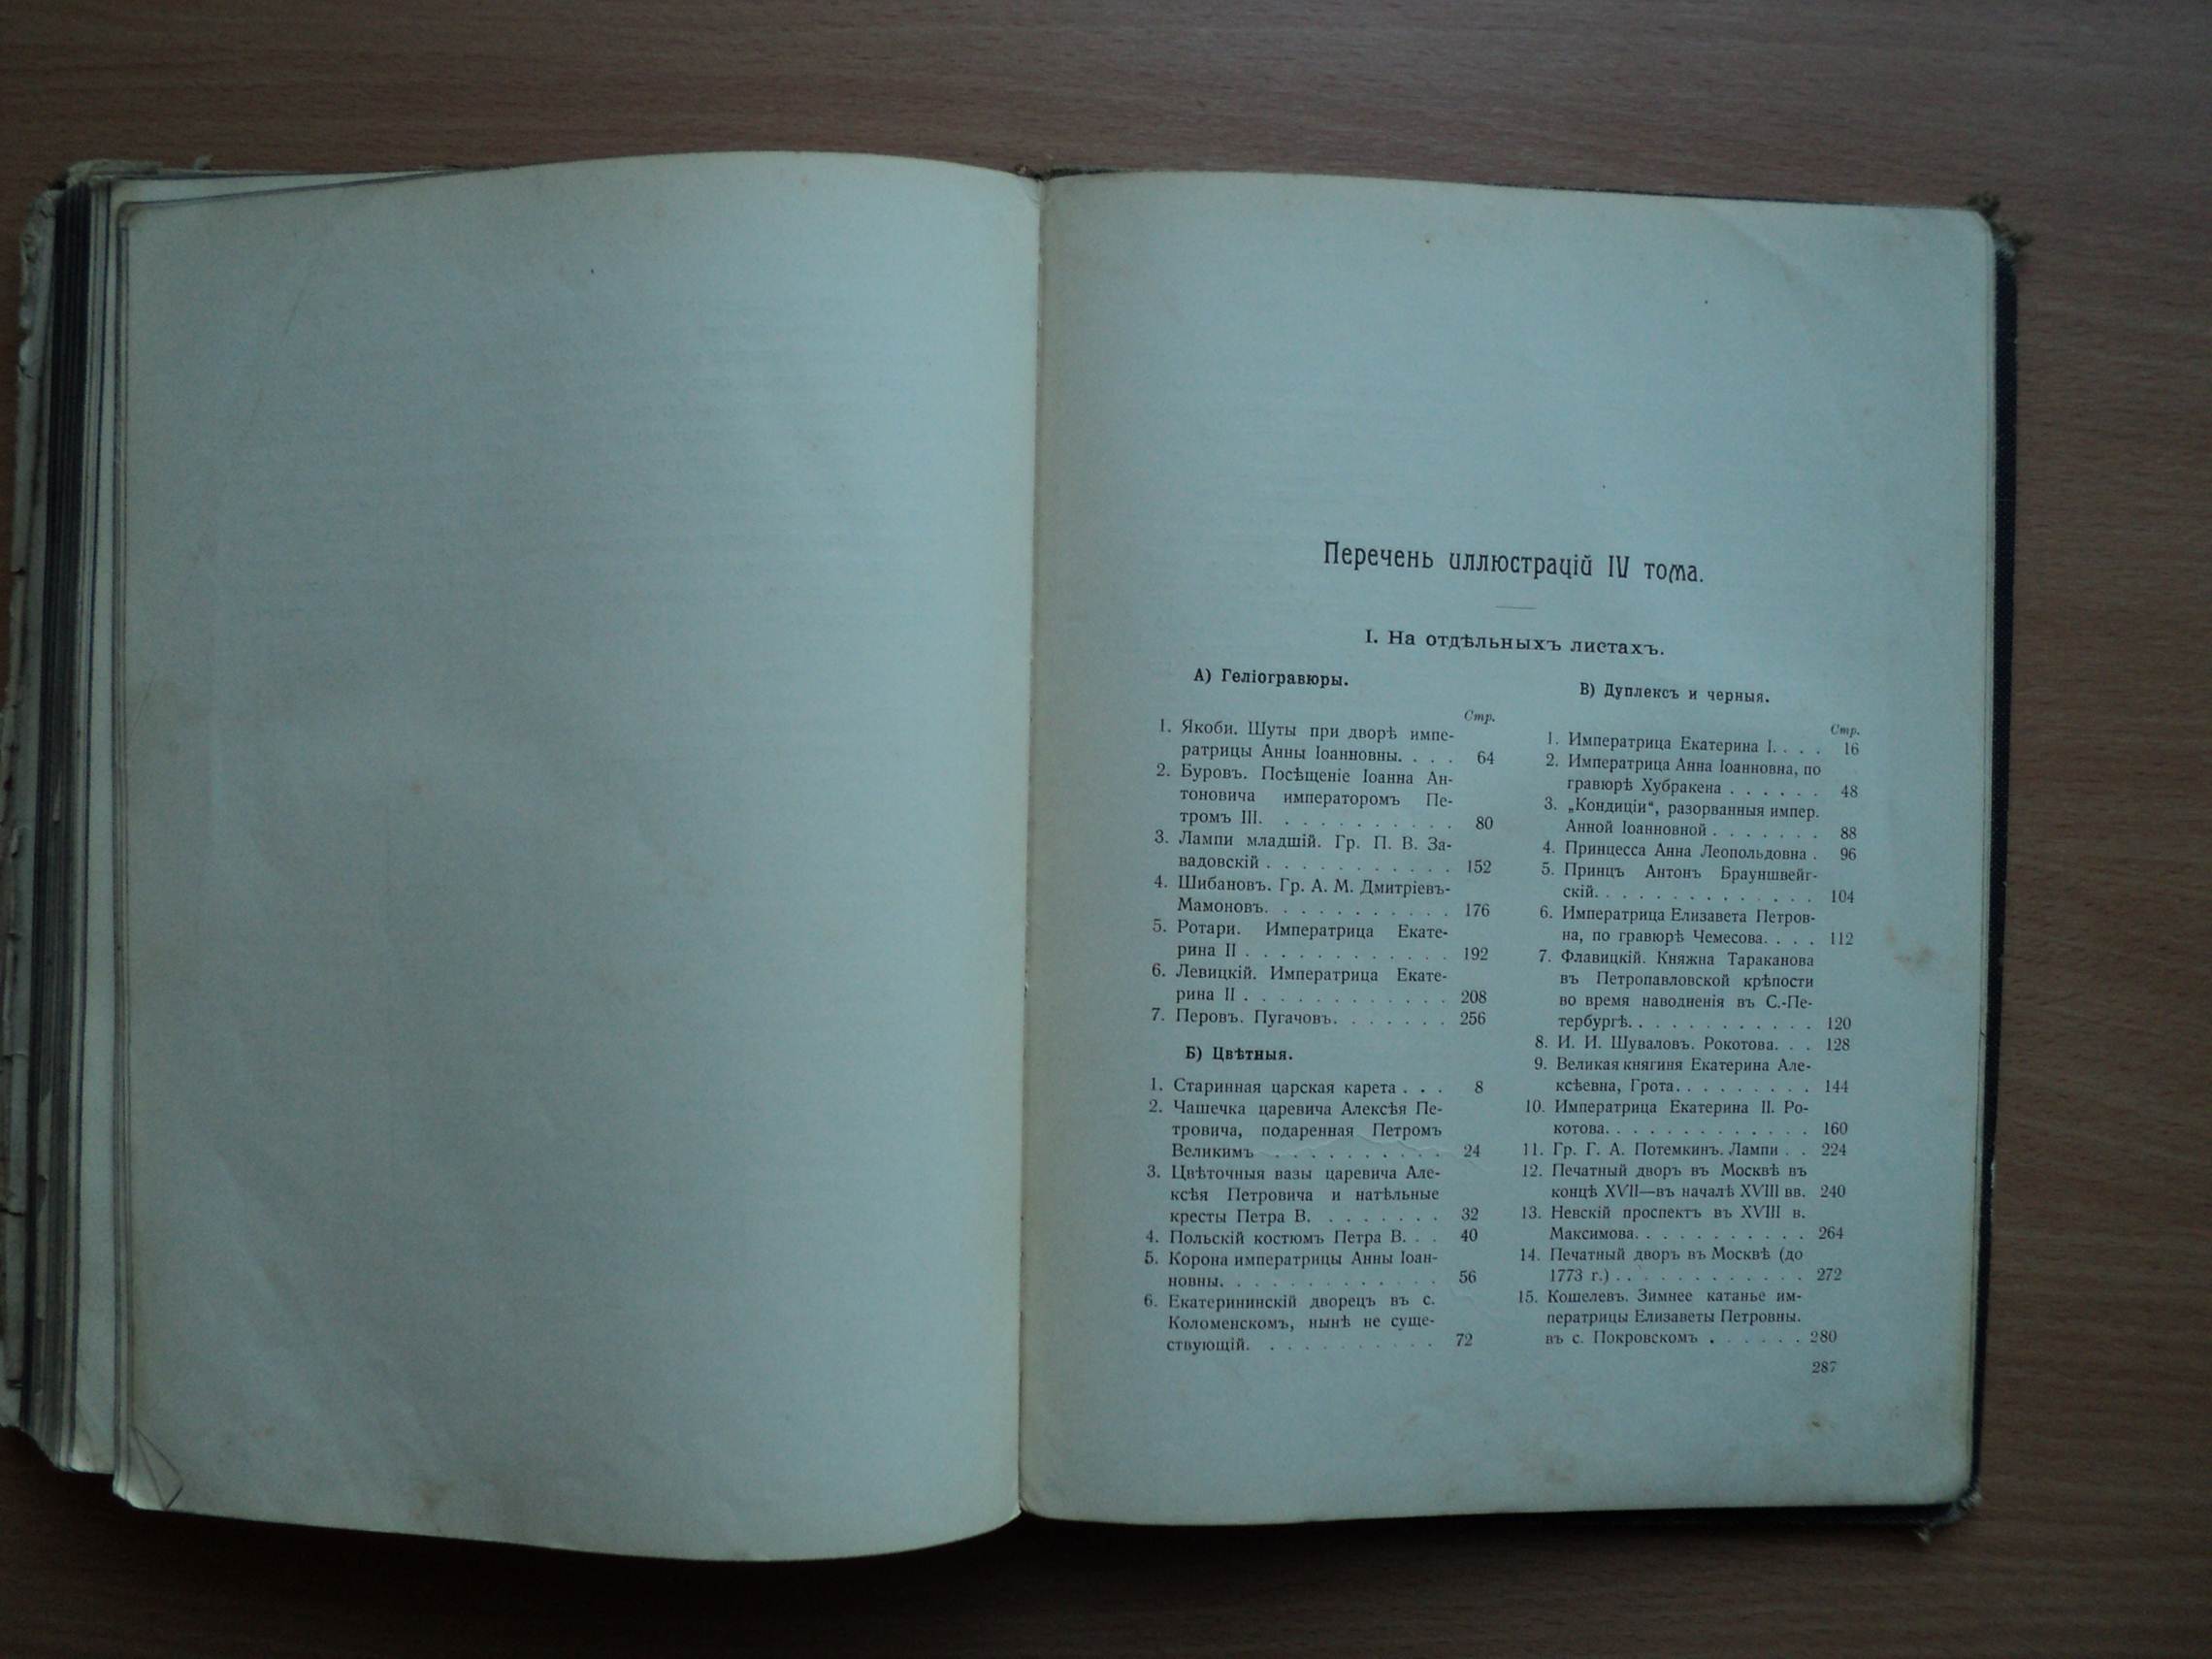 Перечень иллюстрацій IV тома.
I. На отдѣльныхъ листахъ.
А) Геліогравюры.
Стр.
1. Якоби. Шуты при дворѣ импе-
ратрицы Анны Іоанновны. . . . 64
2. Буровъ. Посѣщеніе Іоанна Ан-
тоновича императоромъ Пе-
тромъ III. . . . . . . . . . . 80
3. Лампи младшій. Гр. П. В. За-
вадовскій . . . . . . . . . . . 152
4. Шибановъ. Гр. А. М. Дмитріевъ-
Мамоновъ. . . . . . . . . . . 176
5. Ротари. Императрица Екате-
рина II . . . . . . . . . . . . 192
6. Левицкій. Императрица Екате-
рина II . . . . . . . . . . . . 208
7. Перовъ. Пугачовъ. . . . . . . 256
Б) Цвѣтныя.
1. Старинная царская карета . . . 8
2. Чашечка царевича Алексѣя Пе-
тровича, подаренная Петромъ
Великимъ . . . . . . . . . . 24
3. Цвѣточныя вазы царевича Але-
ксѣя Петровича и натѣльные
кресты Петра В. . . . . . . . 32
4. Польскій костюмъ Петра В. . . 40
5. Корона императрицы Анны Іоан-
новны. . . . . . . . . . . . . 56
6. Екатерининскій дворецъ въ с.
Коломенскомъ, нынѣ не суще-
ствующій. . . . . . . . . . . 72
В) Дуплексъ и черныя.
Стр.
1. Императрица Екатерина I. . . . 16
2. Императрица Анна Іоанновна, по
гравюрѣ Хубракена . . . . . . 48
3. „Кондиціи“, разорванныя импер.
Анной Іоанновной . . . . . . . 88
4. Принцесса Анна Леопольдовна . 96
5. Принцъ Антонъ Брауншвейг-
скій. . . . . . . . . . . . . . 104
6. Императрица Елизавета Петров-
на, по гравюрѣ Чемесова. . . . 112
7. Флавицкій. Княжна Тараканова
въ Петропавловской крѣпости
во время наводненія въ С.-Пе-
тербургѣ. . . . . . . . . . . . 120
8. И. И. Шуваловъ. Рокотова. . . 128
9. Великая княгиня Екатерина Але-
ксѣевна, Грота. . . . . . . . . 144
10. Императрица Екатерина II. Ро-
котова. . . . . . . . . . . . . 160
11. Гр. Г. А. Потемкинъ. Лампи . . 224
12. Печатный дворъ въ Москвѣ въ
концѣ XVII—въ началѣ XVIII вв. 240
13. Невскій проспектъ въ XVIII в.
Максимова. . . . . . . . . . . 264
14. Печатный дворъ въ Москвѣ (до
1773 г.) . . . . . . . . . . . . 272
15. Кошелевъ. Зимнее катанье им-
ператрицы Елизаветы Петровны.
въ с. Покровскомъ . . . . . . 280
287